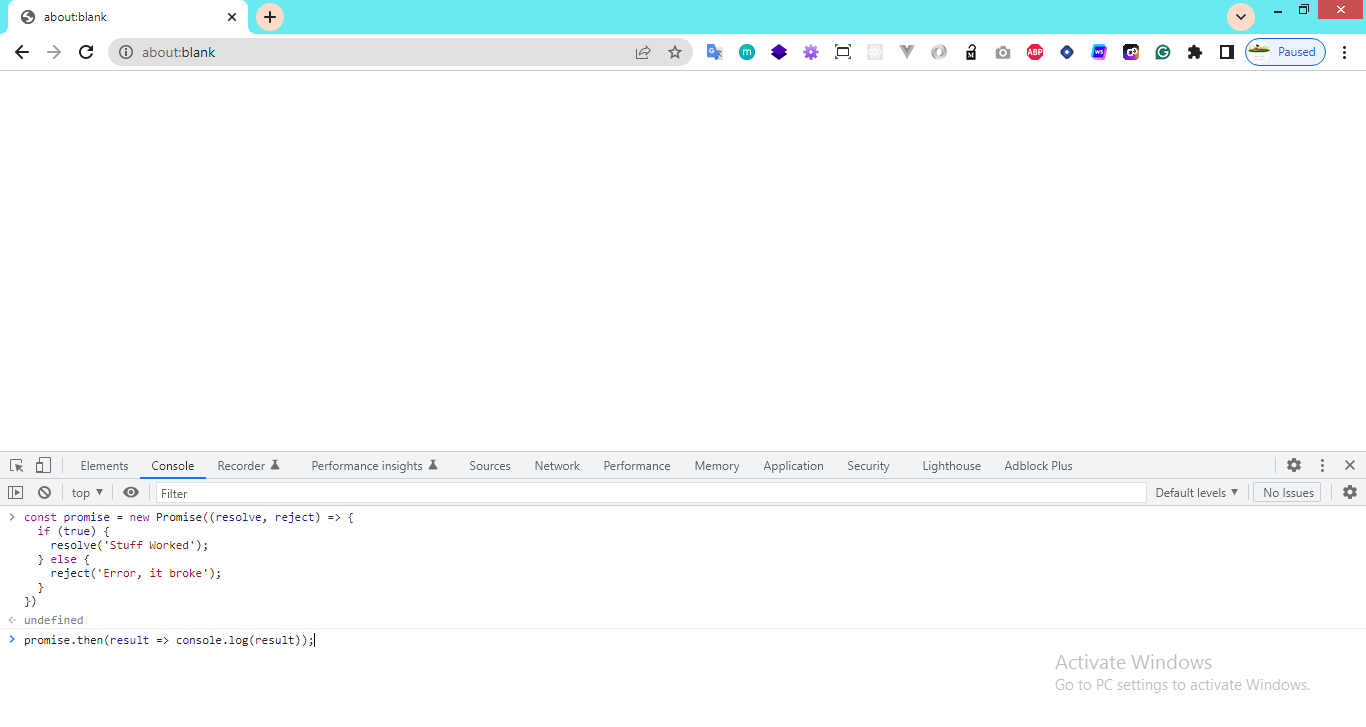 about:blank
about:blank
m
M
ABP
WS
G
Paused
Elements Console Recorder Performance insights Sources Network Performance Memory Application Security Lighthouse Adblock Plus
top Filter Default levels No Issues
const promise = new Promise((resolve, reject) => {
if (true) {
resolve('Stuff Worked');
} else {
reject('Error, it broke');
}
})
undefined
promise.then(result => console.log(result));
Activate Windows
Go to PC settings to activate Windows.